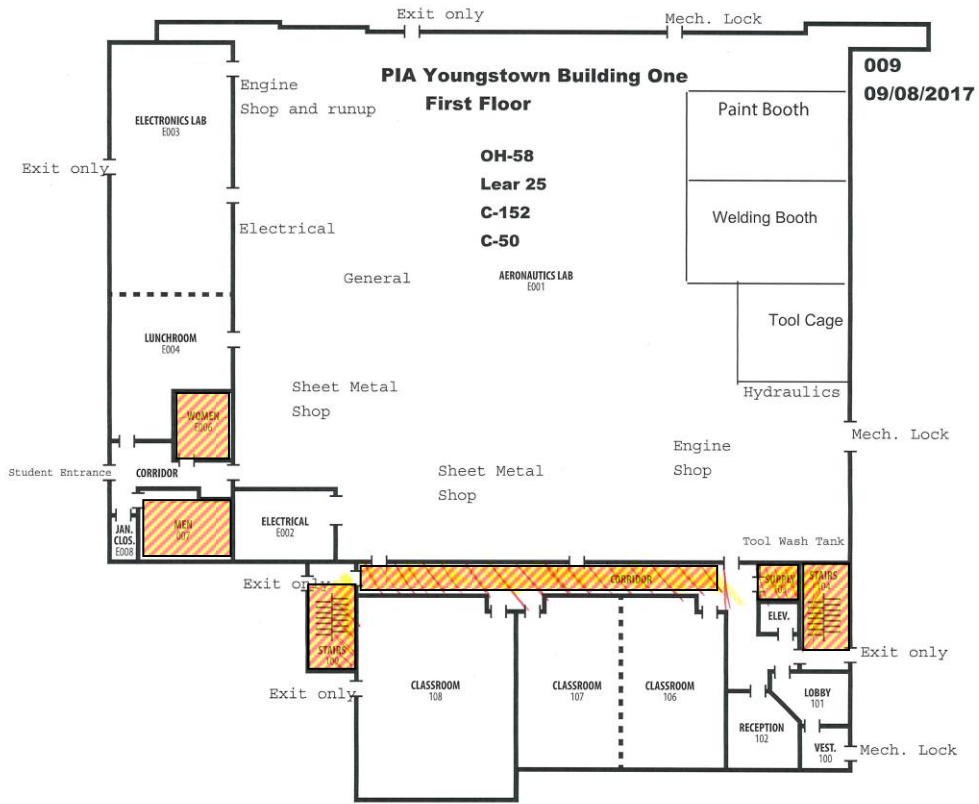 Exit only
Mech. Lock
PIA Youngstown Building One
First Floor
009
09/08/2017
Engine
Shop and runup
ELECTRONICS LAB
E003
Paint Booth
Exit only
OH-58
Lear 25
C-152
C-50
Electrical
Welding Booth
General
AERONAUTICS LAB
E001
LUNCHROOM
E004
Tool Cage
Sheet Metal
Shop
Hydraulics
WOMEN
E006
Mech. Lock
Engine
Shop
Student Entrance
CORRIDOR
Sheet Metal
Shop
MEN
007
ELECTRICAL
E002
JAN.
CLOS.
E008
Tool Wash Tank
Exit only
CORRIDOR
SUPPLY
103
STAIRS
104
ELEV.
STAIRS
109
Exit only
Exit only
CLASSROOM
108
CLASSROOM
107
CLASSROOM
106
LOBBY
101
RECEPTION
102
VEST.
100
Mech. Lock